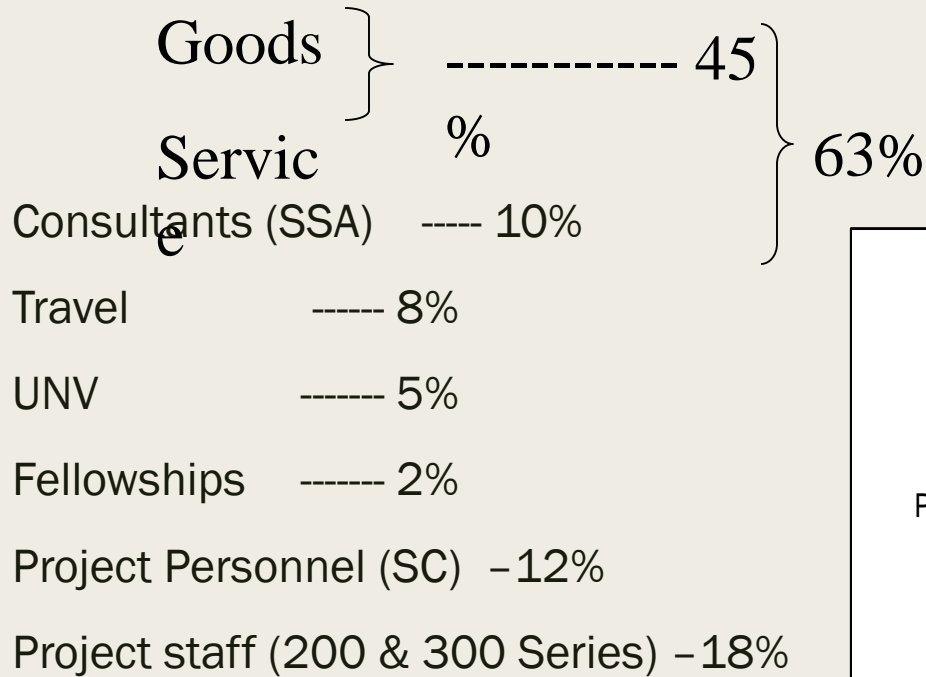 Goods
----------- 45
%
Servic
e
63%
Consultants (SSA) ----- 10%
Travel ------ 8%
UNV ------- 5%
Fellowships ------- 2%
Project Personnel (SC) –12%
Project staff (200 & 300 Series) –18%
P